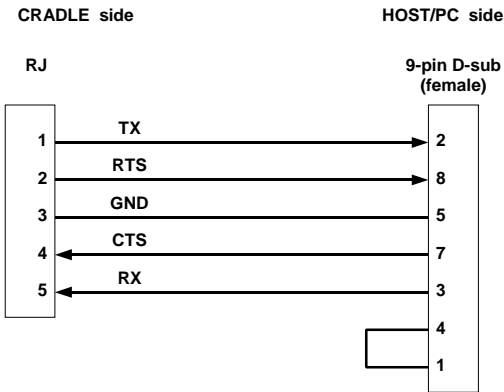 CRADLE side HOST/PC side
RJ 9-pin D-sub
(female)
1 TX 2
2 RTS 8
3 GND 5
4 CTS 7
5 RX 3
4
1